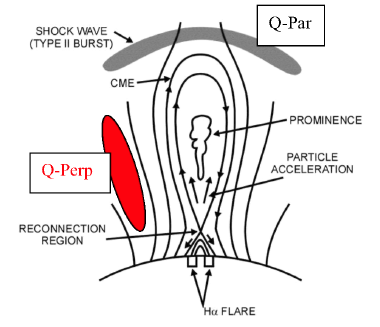 SHOCK WAVE
(TYPE II BURST)
Q-Par
CME
PROMINENCE
Q-Perp
PARTICLE
ACCELERATION
RECONNECTION
REGION
Hα FLARE